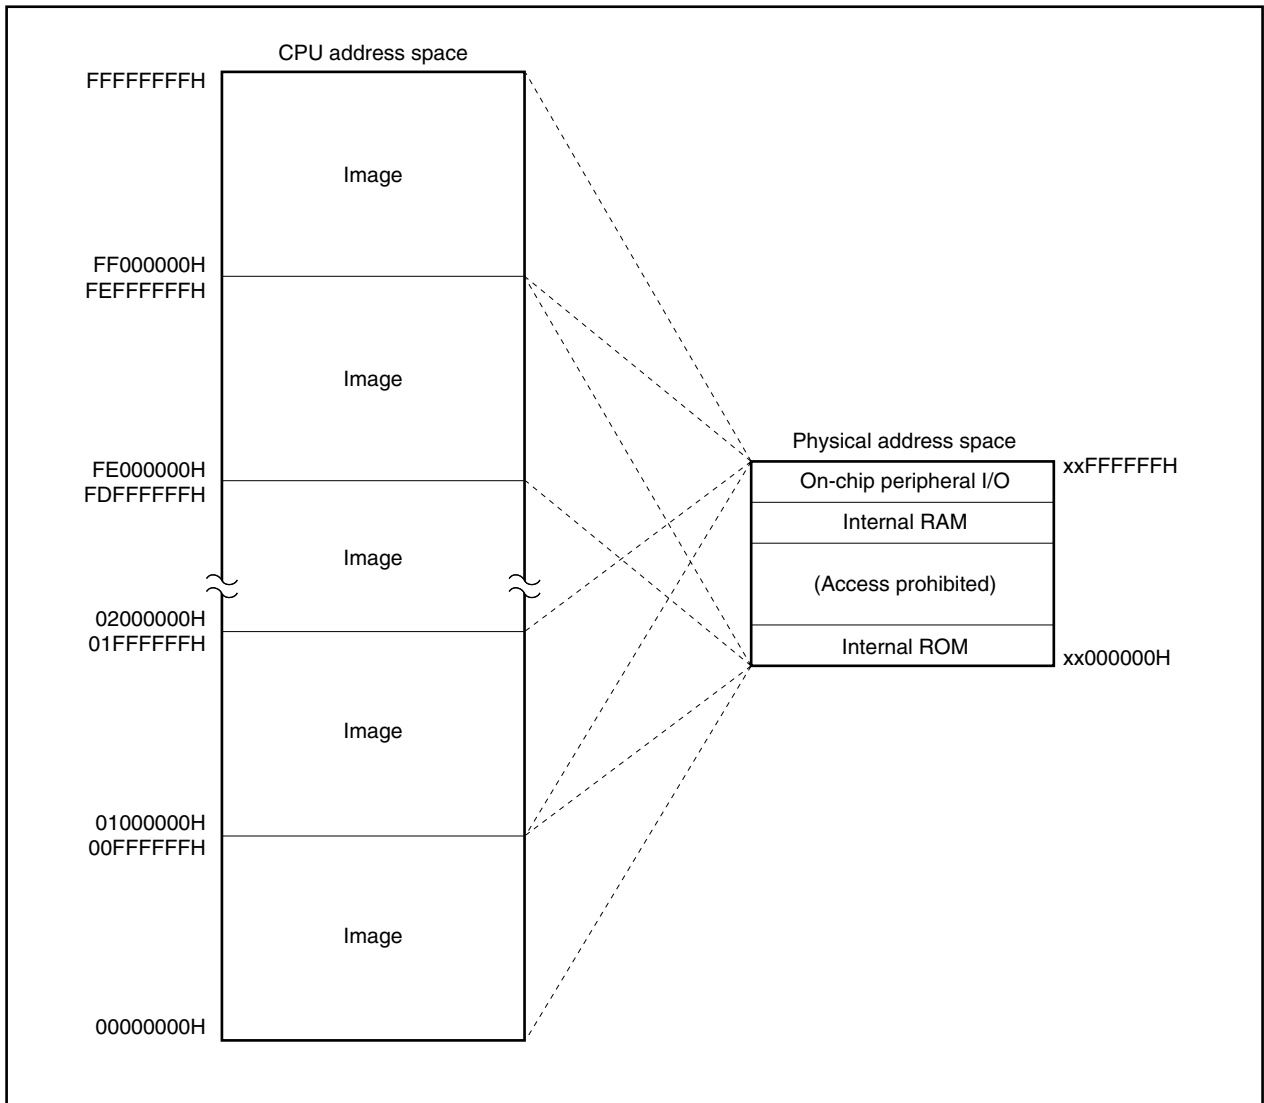 CPU address space
FFFFFFFFH
Image
FF000000H
FEFFFFFFH
Image
FE000000H
FDFFFFFFH
Image
02000000H
01FFFFFFH
Image
01000000H
00FFFFFFH
Image
00000000H
Physical address space
xxFFFFFFH
On-chip peripheral I/O
Internal RAM
(Access prohibited)
Internal ROM
xx000000H